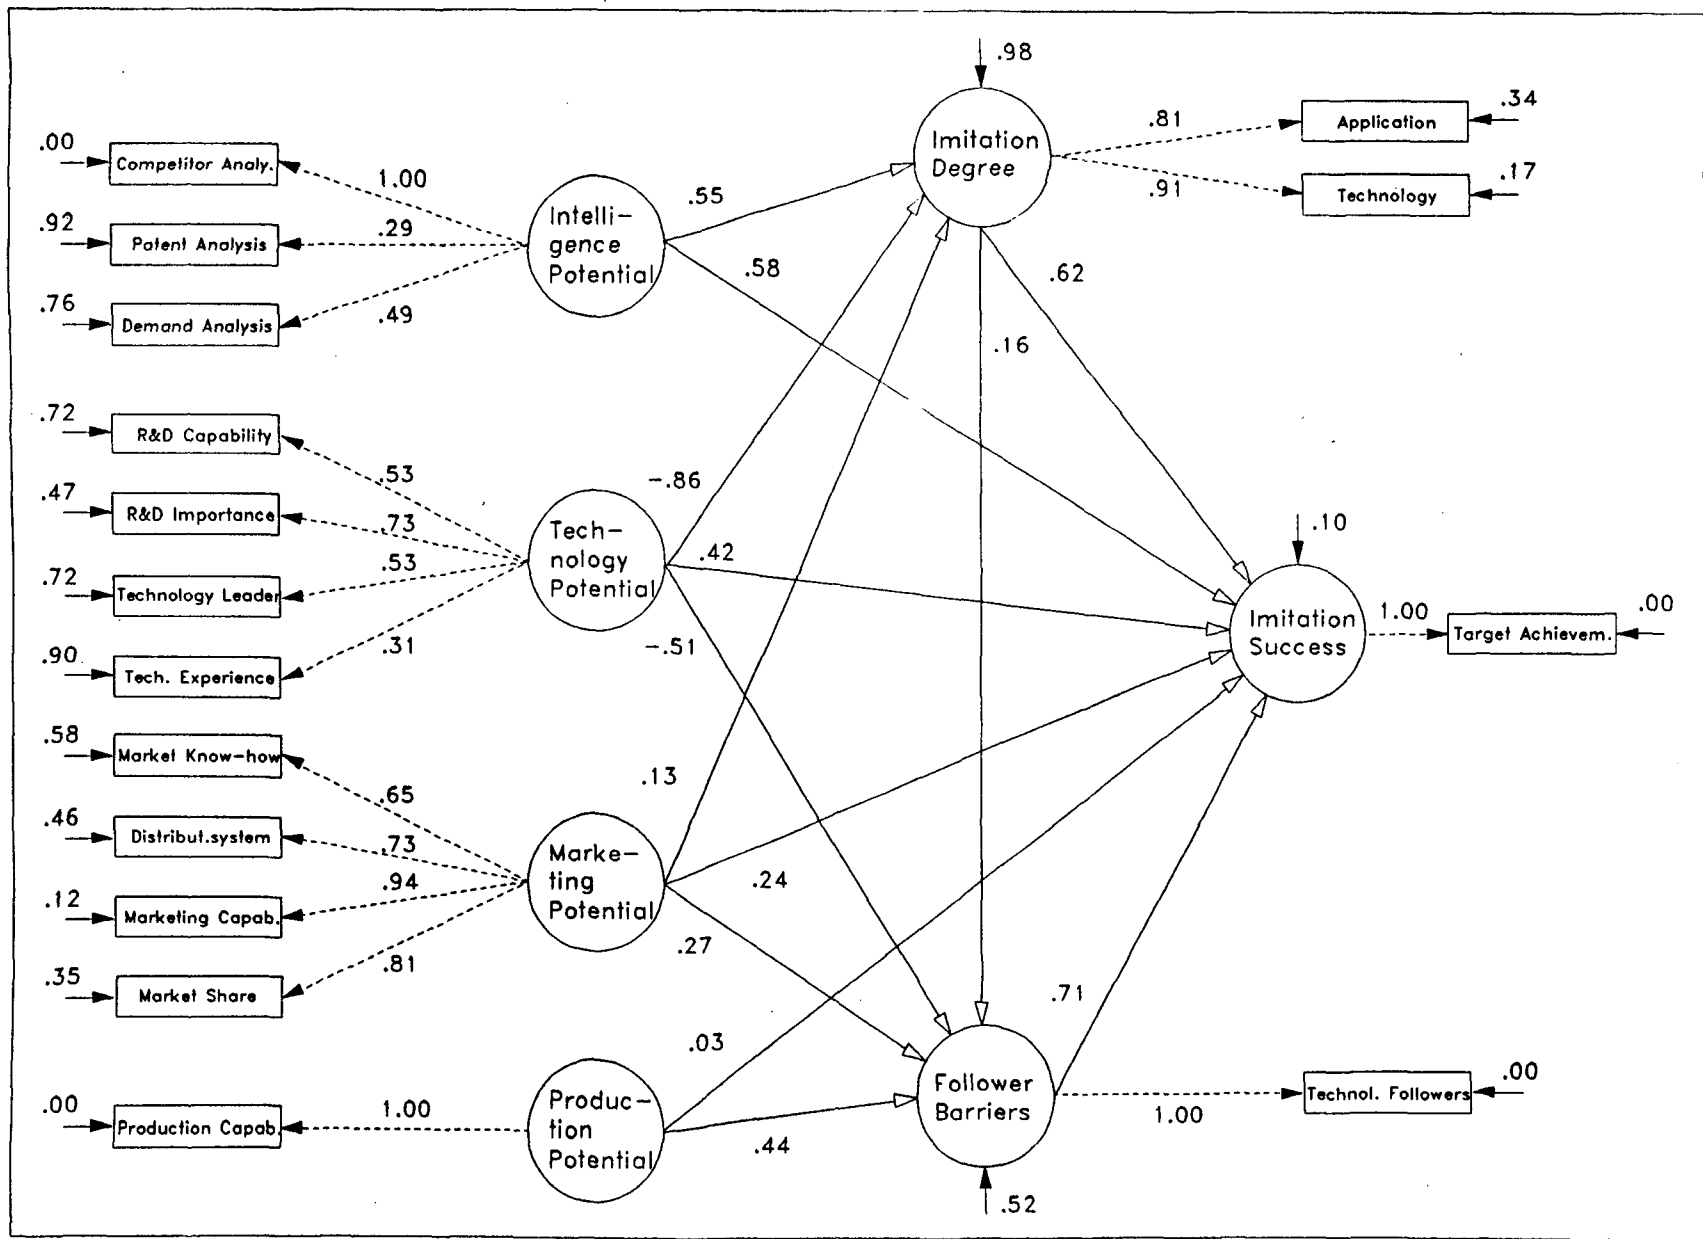 .98
Imitation
Degree
.81
Application
.34
.91
Technology
.17
.00
Competitor Analy.
1.00
.92
Patent Analysis
.29
.76
Demand Analysis
.49
Intelli-
gence
Potential
.55
.58
.62
.16
.72
R&D Capability
.53
.47
R&D Importance
.73
.72
Technology Leader
.53
.90
Tech. Experience
.31
Tech-
nology
Potential
-.86
.42
-.51
.10
Imitation
Success
1.00
Target Achievem.
.00
.58
Market Know-how
.65
.46
Distribut.system
.73
.12
Marketing Capab.
.94
.35
Market Share
.81
Marke-
ting
Potential
.13
.24
.27
.71
.00
Production Capab.
1.00
Produc-
tion
Potential
.03
.44
Follower
Barriers
.52
1.00
Technol. Followers
.00